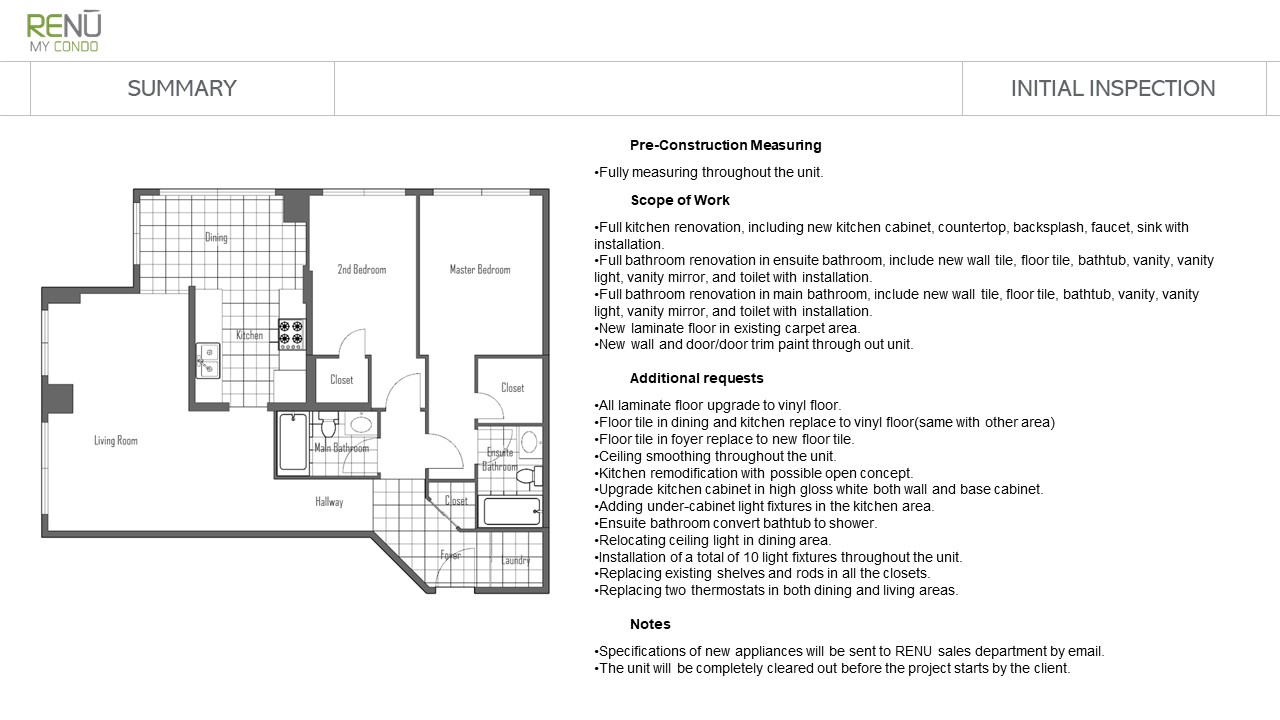 RENŪ
MY CONDO
SUMMARY
INITIAL INSPECTION
Dining
2nd Bedroom
Master Bedroom
Kitchen
Closet
Closet
Living Room
Main Bathroom
Ensuite
Bathroom
Hallway
Closet
Foyer
Laundry
Pre-Construction Measuring
•Fully measuring throughout the unit.
Scope of Work
•Full kitchen renovation, including new kitchen cabinet, countertop, backsplash, faucet, sink with
installation.
•Full bathroom renovation in ensuite bathroom, include new wall tile, floor tile, bathtub, vanity, vanity
light, vanity mirror, and toilet with installation.
•Full bathroom renovation in main bathroom, include new wall tile, floor tile, bathtub, vanity, vanity
light, vanity mirror, and toilet with installation.
•New laminate floor in existing carpet area.
•New wall and door/door trim paint through out unit.
Additional requests
•All laminate floor upgrade to vinyl floor.
•Floor tile in dining and kitchen replace to vinyl floor(same with other area)
•Floor tile in foyer replace to new floor tile.
•Ceiling smoothing throughout the unit.
•Kitchen remodification with possible open concept.
•Upgrade kitchen cabinet in high gloss white both wall and base cabinet.
•Adding under-cabinet light fixtures in the kitchen area.
•Ensuite bathroom convert bathtub to shower.
•Relocating ceiling light in dining area.
•Installation of a total of 10 light fixtures throughout the unit.
•Replacing existing shelves and rods in all the closets.
•Replacing two thermostats in both dining and living areas.
Notes
•Specifications of new appliances will be sent to RENU sales department by email.
•The unit will be completely cleared out before the project starts by the client.